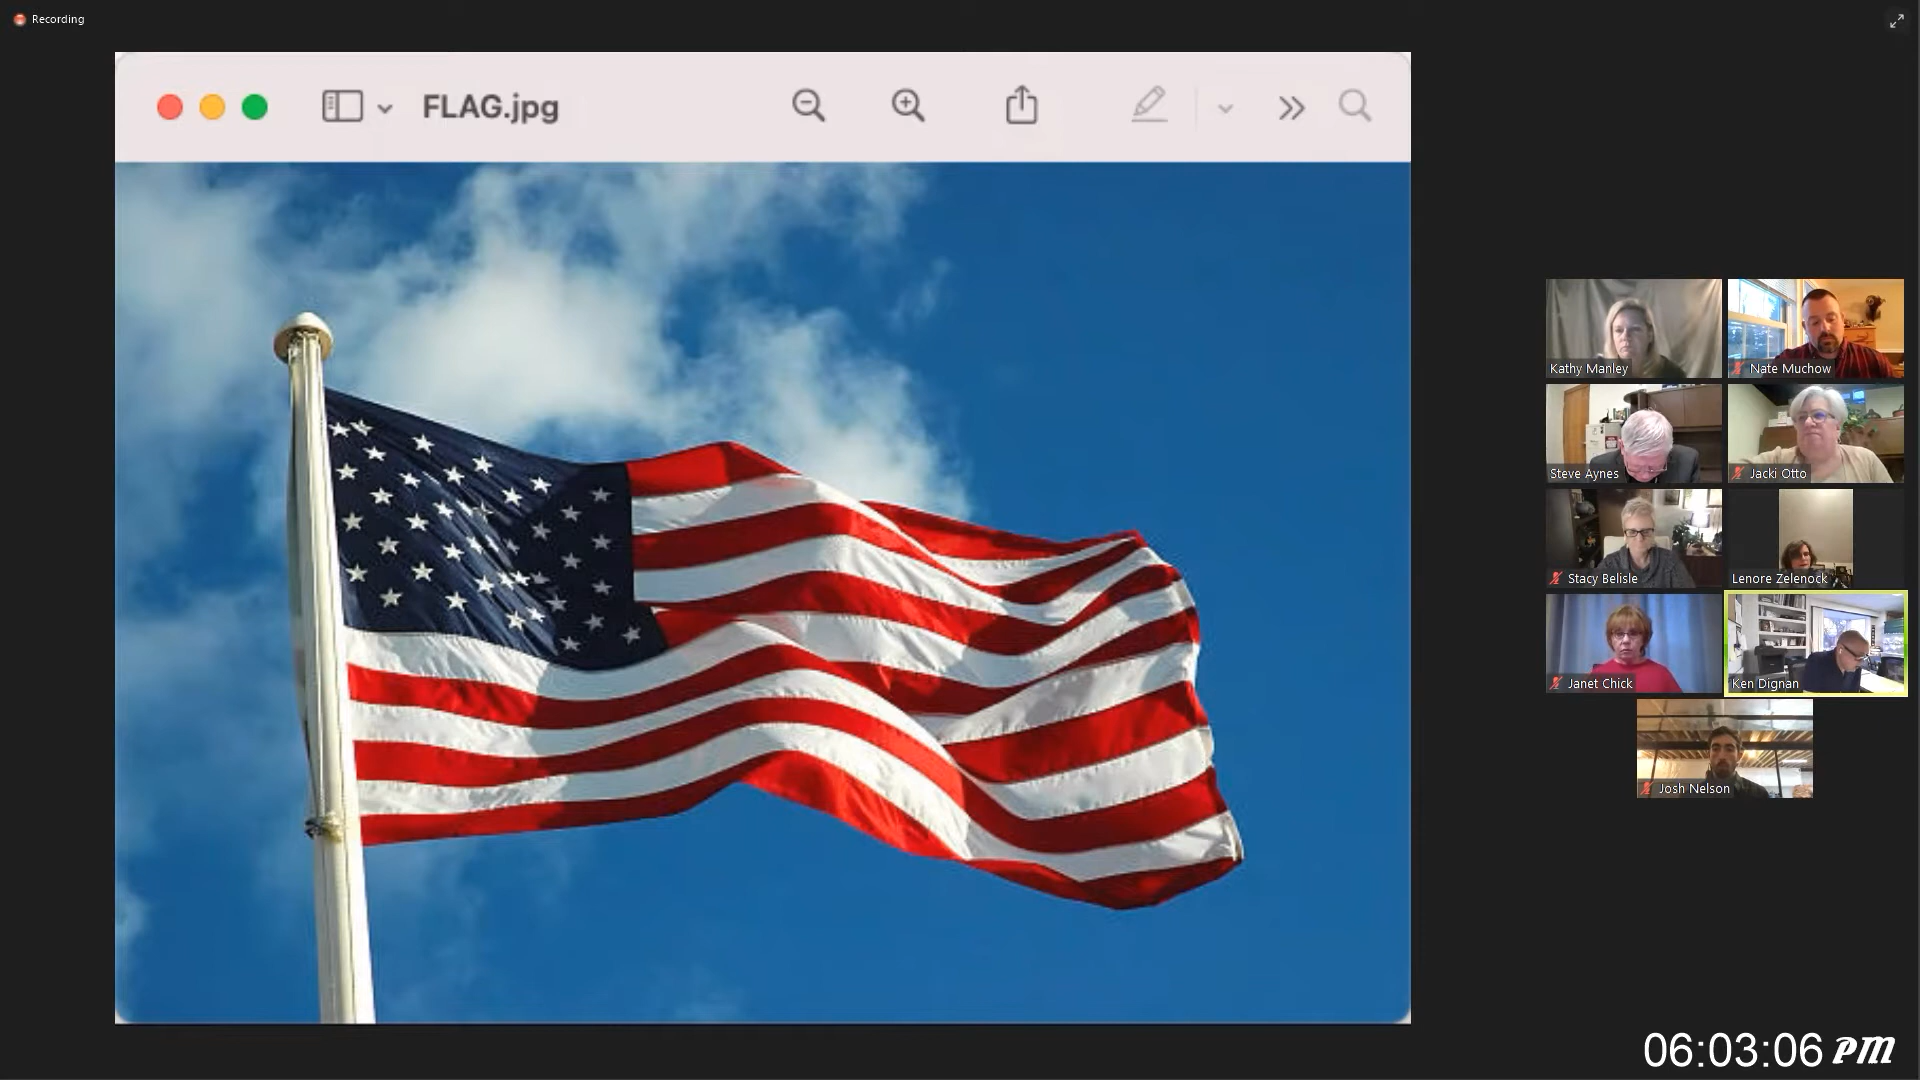 Recording
FLAG.jpg
Kathy Manley
Nate Muchow
Steve Aynes
Jacki Otto
Stacy Belisle
Lenore Zelenock
Janet Chick
Ken Dignan
Josh Nelson
06:03:06 PM